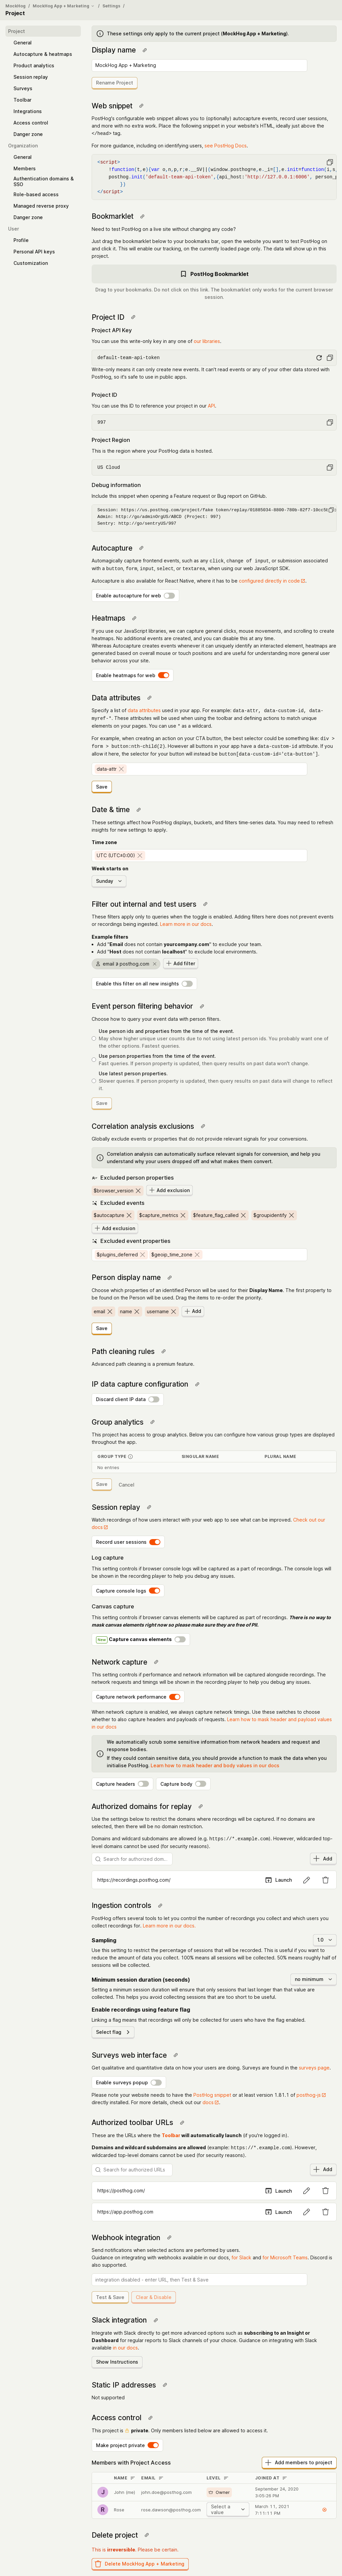 MockHog / MockHog App + Marketing / Settings /
Project
Project
General
Autocapture & heatmaps
Product analytics
Session replay
Surveys
Toolbar
Integrations
Access control
Danger zone
Organization
General
Members
Authentication domains &
SSO
Role-based access
Managed reverse proxy
Danger zone
User
Profile
Personal API keys
Customization
These settings only apply to the current project (MockHog App + Marketing).
Display name
MockHog App + Marketing
Rename Project
Web snippet
PostHog's configurable web snippet allows you to (optionally) autocapture events, record user sessions,
and more with no extra work. Place the following snippet in your website's HTML, ideally just above the
</head> tag.
For more guidance, including on identifying users, see PostHog Docs.
<script>
!function(t,e){var o,n,p,r;e.__SV||(window.posthog=e,e._i=[],e.init=function(i,s,
posthog.init('default-team-api-token',{api_host:'http://127.0.0.1:8000', person_
})
</script>
Bookmarklet
Need to test PostHog on a live site without changing any code?
Just drag the bookmarklet below to your bookmarks bar, open the website you want to test PostHog on
and click it. This will enable our tracking, on the currently loaded page only. The data will show up in this
project.
PostHog Bookmarklet
Drag to your bookmarks. Do not click on this link. The bookmarklet only works for the current browser
session.
Project ID
Project API Key
You can use this write-only key in any one of our libraries.
default-team-api-token
Write-only means it can only create new events. It can't read events or any of your other data stored with
PostHog, so it's safe to use in public apps.
Project ID
You can use this ID to reference your project in our API.
997
Project Region
This is the region where your PostHog data is hosted.
US Cloud
Debug information
Include this snippet when opening a Feature request or Bug report on GitHub.
Admin: http://go/adminOrgUS/ABCD (Project: 997)
Sentry: http://go/sentryUS/997
Autocapture
Automagically capture frontend events, such as any click, change of input, or submission associated
with a button, form, input, select, or textarea, when using our web JavaScript SDK.
Autocapture is also available for React Native, where it has to be configured directly in code.
Enable autocapture for web
Heatmaps
If you use our JavaScript libraries, we can capture general clicks, mouse movements, and scrolling to create
heatmaps. No additional events are created, and you can disable this at any time.
Whereas Autocapture creates events whenever it can uniquely identify an interacted element, heatmaps are
generated based on overall mouse or touch positions and are useful for understanding more general user
behavior across your site.
Enable heatmaps for web
Data attributes
Specify a list of data attributes used in your app. For example: data-attr, data-custom-id, data-
myref-*. These attributes will be used when using the toolbar and defining actions to match unique
elements on your pages. You can use * as a wildcard.
For example, when creating an action on your CTA button, the best selector could be something like: div >
form > button:nth-child(2). However all buttons in your app have a data-custom-id attribute. If you
allow it here, the selector for your button will instead be button[data-custom-id='cta-button'].
data-attr
Save
Date & time
These settings affect how PostHog displays, buckets, and filters time-series data. You may need to refresh
insights for new settings to apply.
Time zone
UTC (UTC±0:00)
Week starts on
Sunday
Filter out internal and test users
These filters apply only to queries when the toggle is enabled. Adding filters here does not prevent events
or recordings being ingested. Learn more in our docs.
Example filters
Add "Email does not contain yourcompany.com" to exclude your team.
Add "Host does not contain localhost" to exclude local environments.
email ∌ posthog.com
Add filter
Enable this filter on all new insights
Event person filtering behavior
Choose how to query your event data with person filters.
Use person ids and properties from the time of the event.
May show higher unique user counts due to not using latest person ids. You probably want one of
the other options. Fastest queries.
Use person properties from the time of the event.
Fast queries. If person property is updated, then query results on past data won't change.
Use latest person properties.
Slower queries. If person property is updated, then query results on past data will change to reflect
it.
Save
Correlation analysis exclusions
Globally exclude events or properties that do not provide relevant signals for your conversions.
Correlation analysis can automatically surface relevant signals for conversion, and help you
understand why your users dropped off and what makes them convert.
Excluded person properties
$browser_version
Add exclusion
Excluded events
$autocapture
$capture_metrics
$feature_flag_called
$groupidentify
Add exclusion
Excluded event properties
$plugins_deferred
$geoip_time_zone
Person display name
Choose which properties of an identified Person will be used for their Display Name. The first property to
be found on the Person will be used. Drag the items to re-order the priority.
email
name
username
Add
Save
Path cleaning rules
Advanced path cleaning is a premium feature.
IP data capture configuration
Discard client IP data
Group analytics
This project has access to group analytics. Below you can configure how various group types are displayed
throughout the app.
GROUP TYPE SINGULAR NAME PLURAL NAME
No entries
Save
Cancel
Session replay
Watch recordings of how users interact with your web app to see what can be improved. Check out our
docs
Record user sessions
Log capture
This setting controls if browser console logs will be captured as a part of recordings. The console logs will
be shown in the recording player to help you debug any issues.
Capture console logs
Canvas capture
This setting controls if browser canvas elements will be captured as part of recordings. There is no way to
mask canvas elements right now so please make sure they are free of PII.
New Capture canvas elements
Network capture
This setting controls if performance and network information will be captured alongside recordings. The
network requests and timings will be shown in the recording player to help you debug any issues.
Capture network performance
When network capture is enabled, we always capture network timings. Use these switches to choose
whether to also capture headers and payloads of requests. Learn how to mask header and payload values
in our docs
We automatically scrub some sensitive information from network headers and request and
response bodies.
If they could contain sensitive data, you should provide a function to mask the data when you
initialise PostHog. Learn how to mask header and body values in our docs
Capture headers
Capture body
Authorized domains for replay
Use the settings below to restrict the domains where recordings will be captured. If no domains are
selected, then there will be no domain restriction.
Domains and wildcard subdomains are allowed (e.g. https://*.example.com). However, wildcarded top-
level domains cannot be used (for security reasons).
Search for authorized dom...
Add
https://recordings.posthog.com/
Launch
Ingestion controls
PostHog offers several tools to let you control the number of recordings you collect and which users you
collect recordings for. Learn more in our docs.
Sampling
Use this setting to restrict the percentage of sessions that will be recorded. This is useful if you want to
reduce the amount of data you collect. 100% means all sessions will be collected. 50% means roughly half of
sessions will be collected.
Minimum session duration (seconds)
no minimum
Setting a minimum session duration will ensure that only sessions that last longer than that value are
collected. This helps you avoid collecting sessions that are too short to be useful.
Enable recordings using feature flag
Linking a flag means that recordings will only be collected for users who have the flag enabled.
Select flag
Surveys web interface
Get qualitative and quantitative data on how your users are doing. Surveys are found in the surveys page.
Enable surveys popup
Please note your website needs to have the PostHog snippet or at least version 1.81.1 of posthog-js
directly installed. For more details, check out our docs.
Authorized toolbar URLs
These are the URLs where the Toolbar will automatically launch (if you're logged in).
Domains and wildcard subdomains are allowed (example: https://*.example.com). However,
wildcarded top-level domains cannot be used (for security reasons).
Search for authorized URLs
Add
https://posthog.com/
Launch
https://app.posthog.com
Launch
Webhook integration
Send notifications when selected actions are performed by users.
Guidance on integrating with webhooks available in our docs, for Slack and for Microsoft Teams. Discord is
also supported.
integration disabled - enter URL, then Test & Save
Test & Save
Clear & Disable
Slack integration
Integrate with Slack directly to get more advanced options such as subscribing to an Insight or
Dashboard for regular reports to Slack channels of your choice. Guidance on integrating with Slack
available in our docs.
Show Instructions
Static IP addresses
Not supported
Access control
This project is private. Only members listed below are allowed to access it.
Make project private
Members with Project Access
Add members to project
NAME EMAIL LEVEL JOINED AT
J John (me) john.doe@posthog.com Owner September 24, 2020
3:05:26 PM
R Rose rose.dawson@posthog.com Select a
value
March 11, 2021
7:11:11 PM
Delete project
This is irreversible. Please be certain.
Delete MockHog App + Marketing